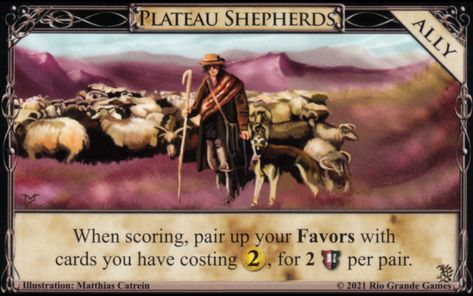 PLATEAU SHEPHERDS
ALLY
When scoring, pair up your Favors with
cards you have costing 2, for 2 per pair.
Illustration: Matthias Catrein © 2021 Rio Grande Games